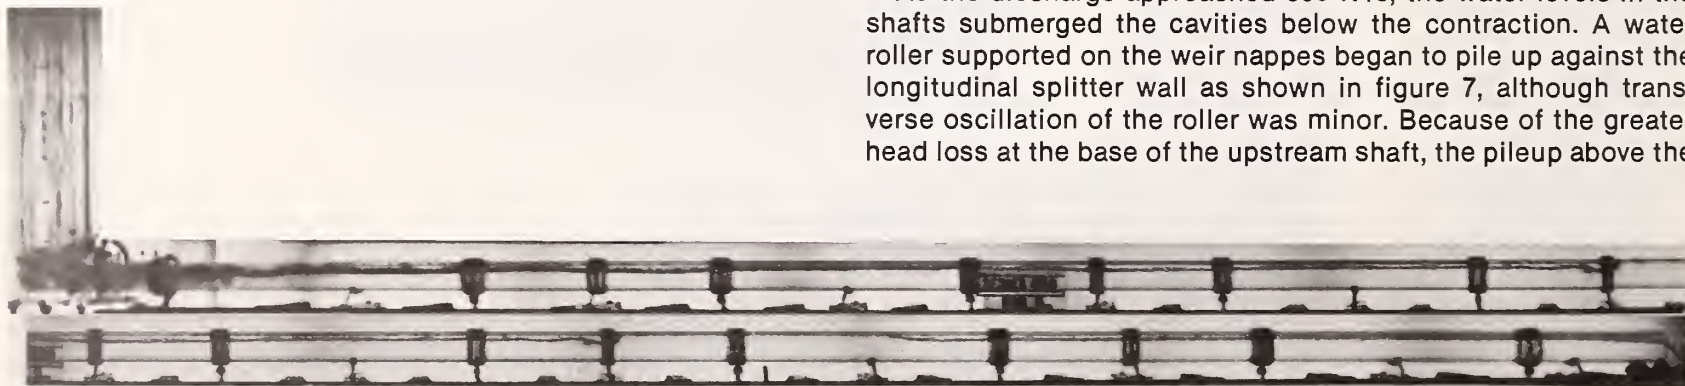 shafts submerged the cavities below the contraction. A wate
roller supported on the weir nappes began to pile up against the
longitudinal splitter wall as shown in figure 7, although trans
verse oscillation of the roller was minor. Because of the greate
head loss at the base of the upstream shaft, the pileup above the